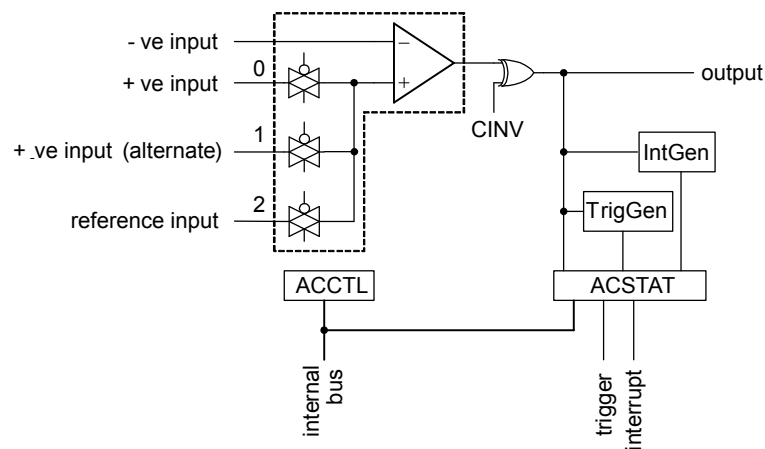 - ve input
+ ve input
0
+ ve input (alternate)
1
reference input
2
−
+
CINV
output
IntGen
TrigGen
ACCTL
ACSTAT
internal
bus
trigger
interrupt